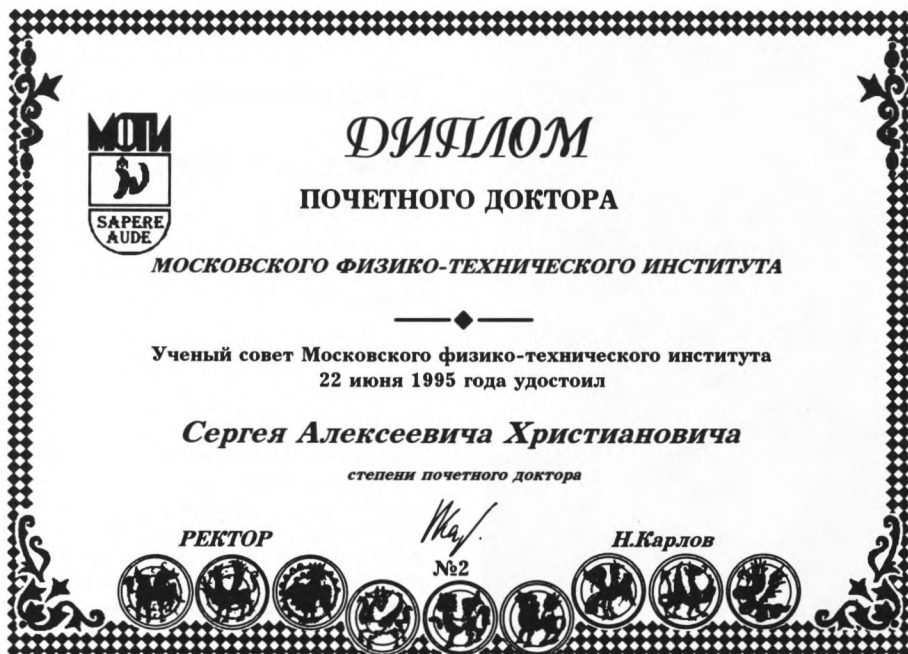 МФТИ
SAPERE
AUDE
ДИПЛОМ
ПОЧЕТНОГО ДОКТОРА
МОСКОВСКОГО ФИЗИКО-ТЕХНИЧЕСКОГО ИНСТИТУТА
Ученый совет Московского физико-технического института
22 июня 1995 года удостоил
Сергея Алексеевича Христиановича
степени почетного доктора
РЕКТОР
Н.Карлов
№2